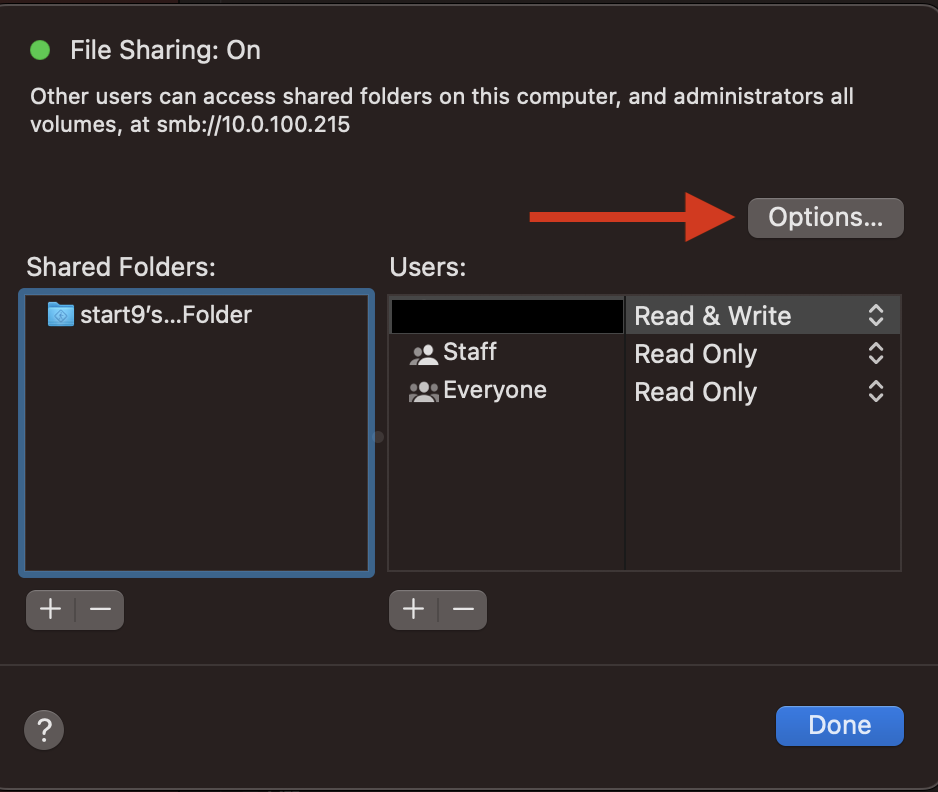 File Sharing: On
Other users can access shared folders on this computer, and administrators all
volumes, at smb://10.0.100.215
Options...
Shared Folders:
Users:
start9’s...Folder
Read & Write
Staff
Read Only
Everyone
Read Only
+ −
+ −
?
Done